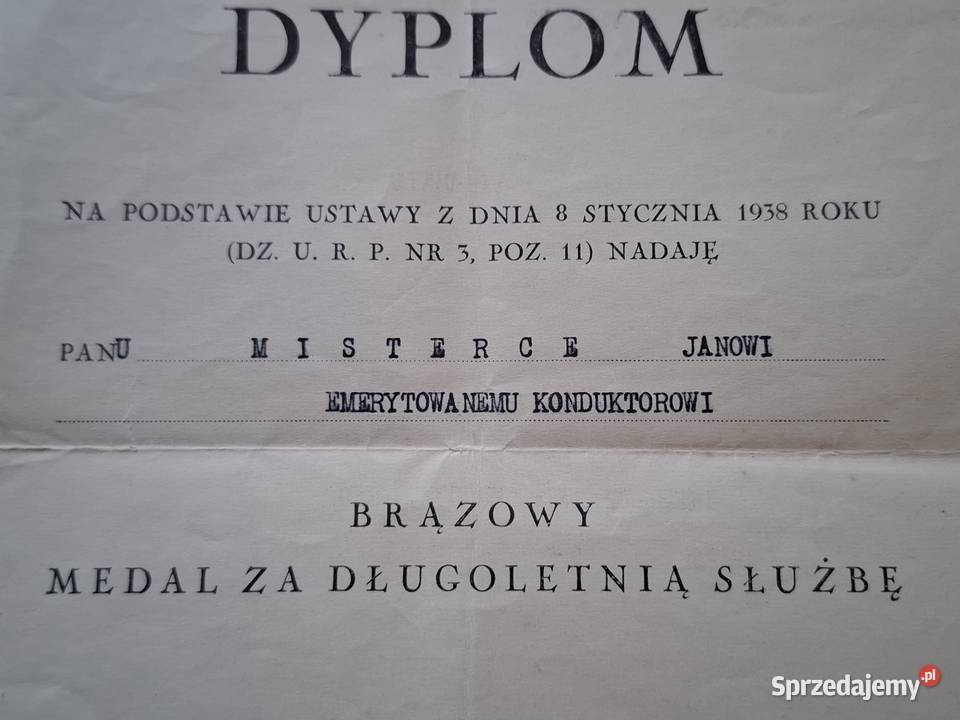 DYPLOM
NA PODSTAWIE USTAWY Z DNIA 8 STYCZNIA 1938 ROKU
(DZ. U. R. P. NR 3, POZ. 11) NADAJĘ
PANU MISTERCE JANOWI
EMERYTOWANEMU KONDUKTOROWI
BRĄZOWY
MEDAL ZA DŁUGOLETNIĄ SŁUŻBĘ
Sprzedajemy.pl